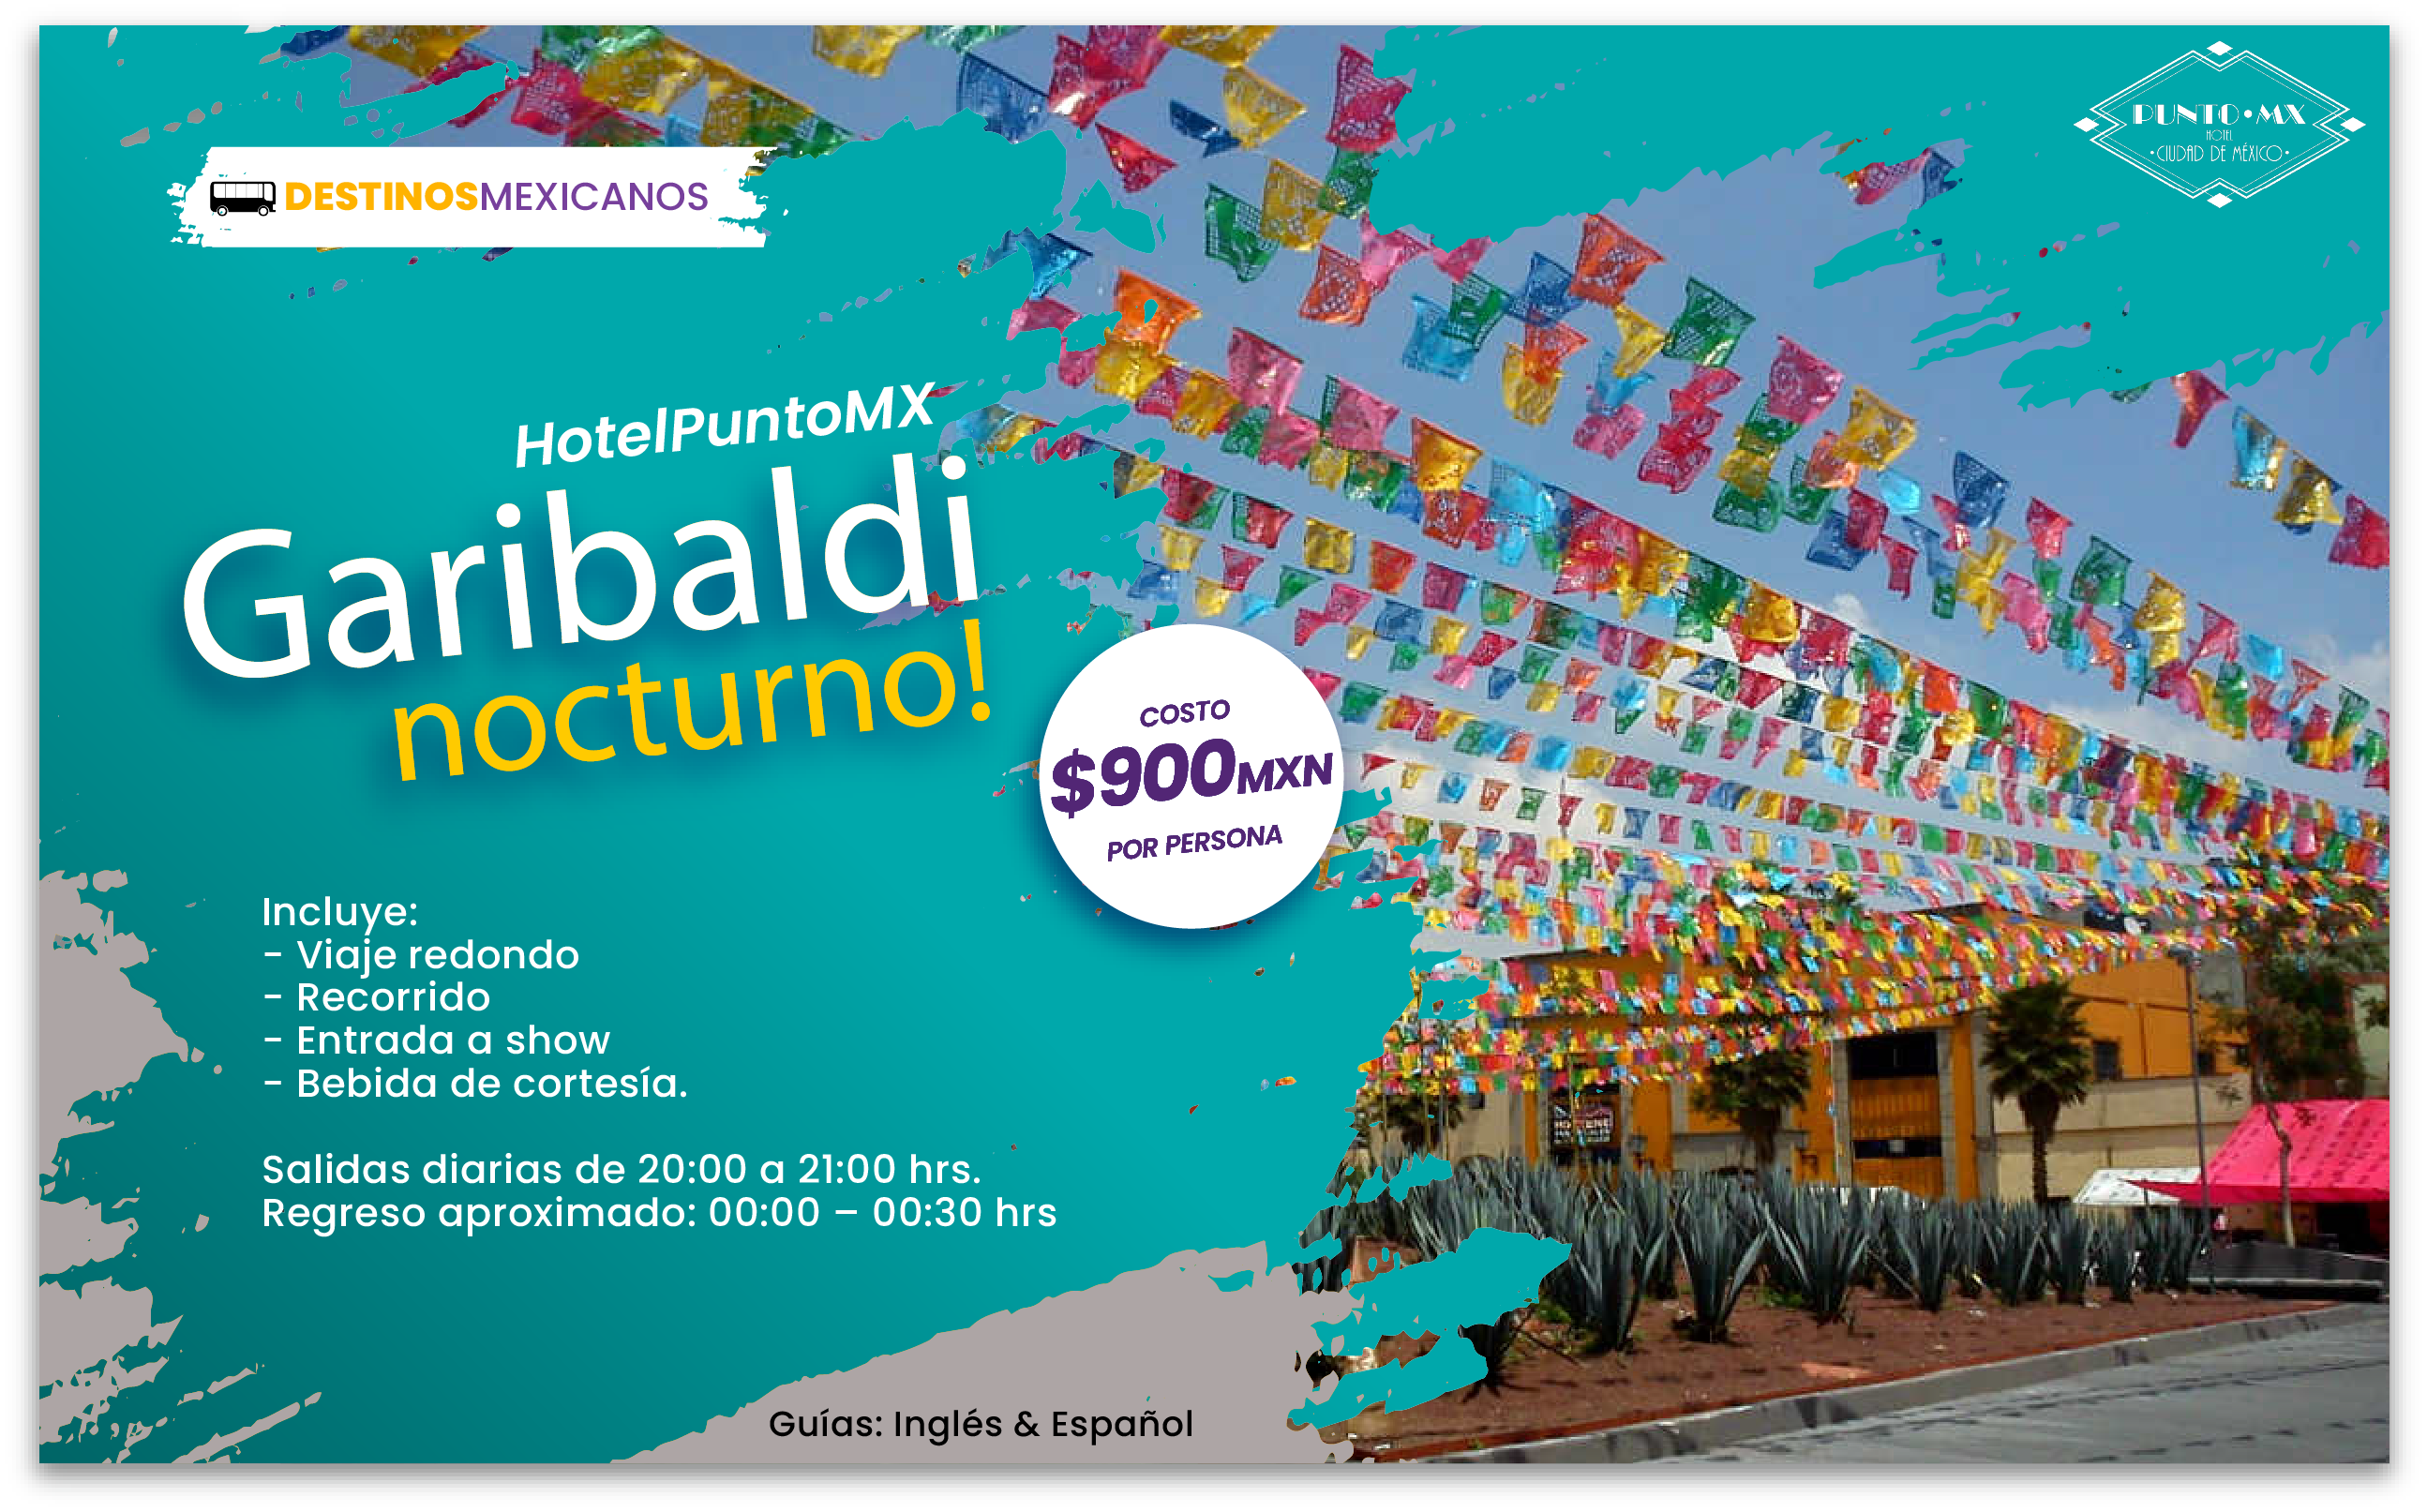 PUNTO • MX
HOTEL
• CIUDAD DE MÉXICO •
DESTINOSMEXICANOS
HotelPuntoMX
Garibaldi
nocturno!
COSTO
$900MXN
POR PERSONA
Incluye:
- Viaje redondo
- Recorrido
- Entrada a show
- Bebida de cortesía.
Salidas diarias de 20:00 a 21:00 hrs.
Regreso aproximado: 00:00 – 00:30 hrs
Guías: Inglés & Español